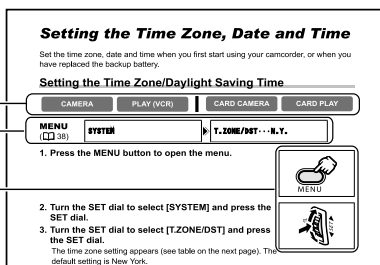 Setting the Time Zone, Date and Time
Set the time zone, date and time when you first start using your camcorder, or when you
have replaced the backup battery.
Setting the Time Zone/Daylight Saving Time
CAMERA PLAY (VCR) CARD CAMERA CARD PLAY
MENU
( 38)
SYSTEM T.ZONE/DST···N.Y.
1. Press the MENU button to open the menu.
MENU
2. Turn the SET dial to select [SYSTEM] and press the
SET dial.
3. Turn the SET dial to select [T.ZONE/DST] and press
the SET dial.
SET
The time zone setting appears (see table on the next page). The
default setting is New York.